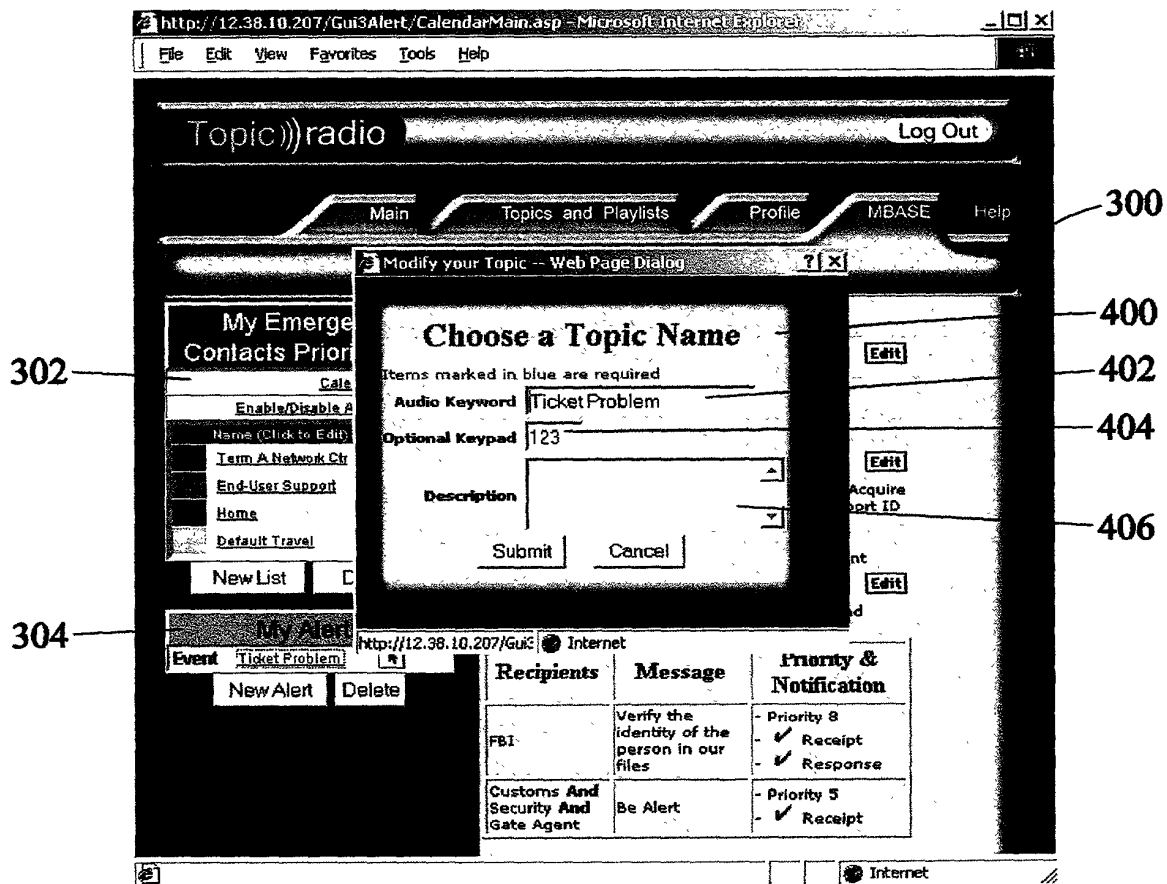 http://12.38.10.207/Gui3Alert/CalendarMain.asp - Microsoft Internet Explorer
File Edit View Favorites Tools Help
Topic)))radio
Log Out
Main Topics and Playlists Profile MBASE Help
300
Modify your Topic -- Web Page Dialog
My Emerge
Contacts Prior
Choose a Topic Name
400
Edit
302
Items marked in blue are required
402
Cale
Audio Keyword Ticket Problem
Enable/Disable A
Optional Keypad 123
404
Name (Click to Edit)
Term A Network Ctr
Edit
End-User Support
Description
Acquire
port ID
Home
406
Default Travel
Submit Cancel
nt
New List D
Edit
ed
304
My Alert
http://12.38.10.207/Gui3 Internet
Event Ticket Problem
New Alert Delete
Recipients Message Priority & Notification
FBI
Verify the
identity of the
person in our
files
- Priority 8
- ✔ Receipt
- ✔ Response
Customs And
Security And
Gate Agent
Be Alert
- Priority 5
- ✔ Receipt
Internet